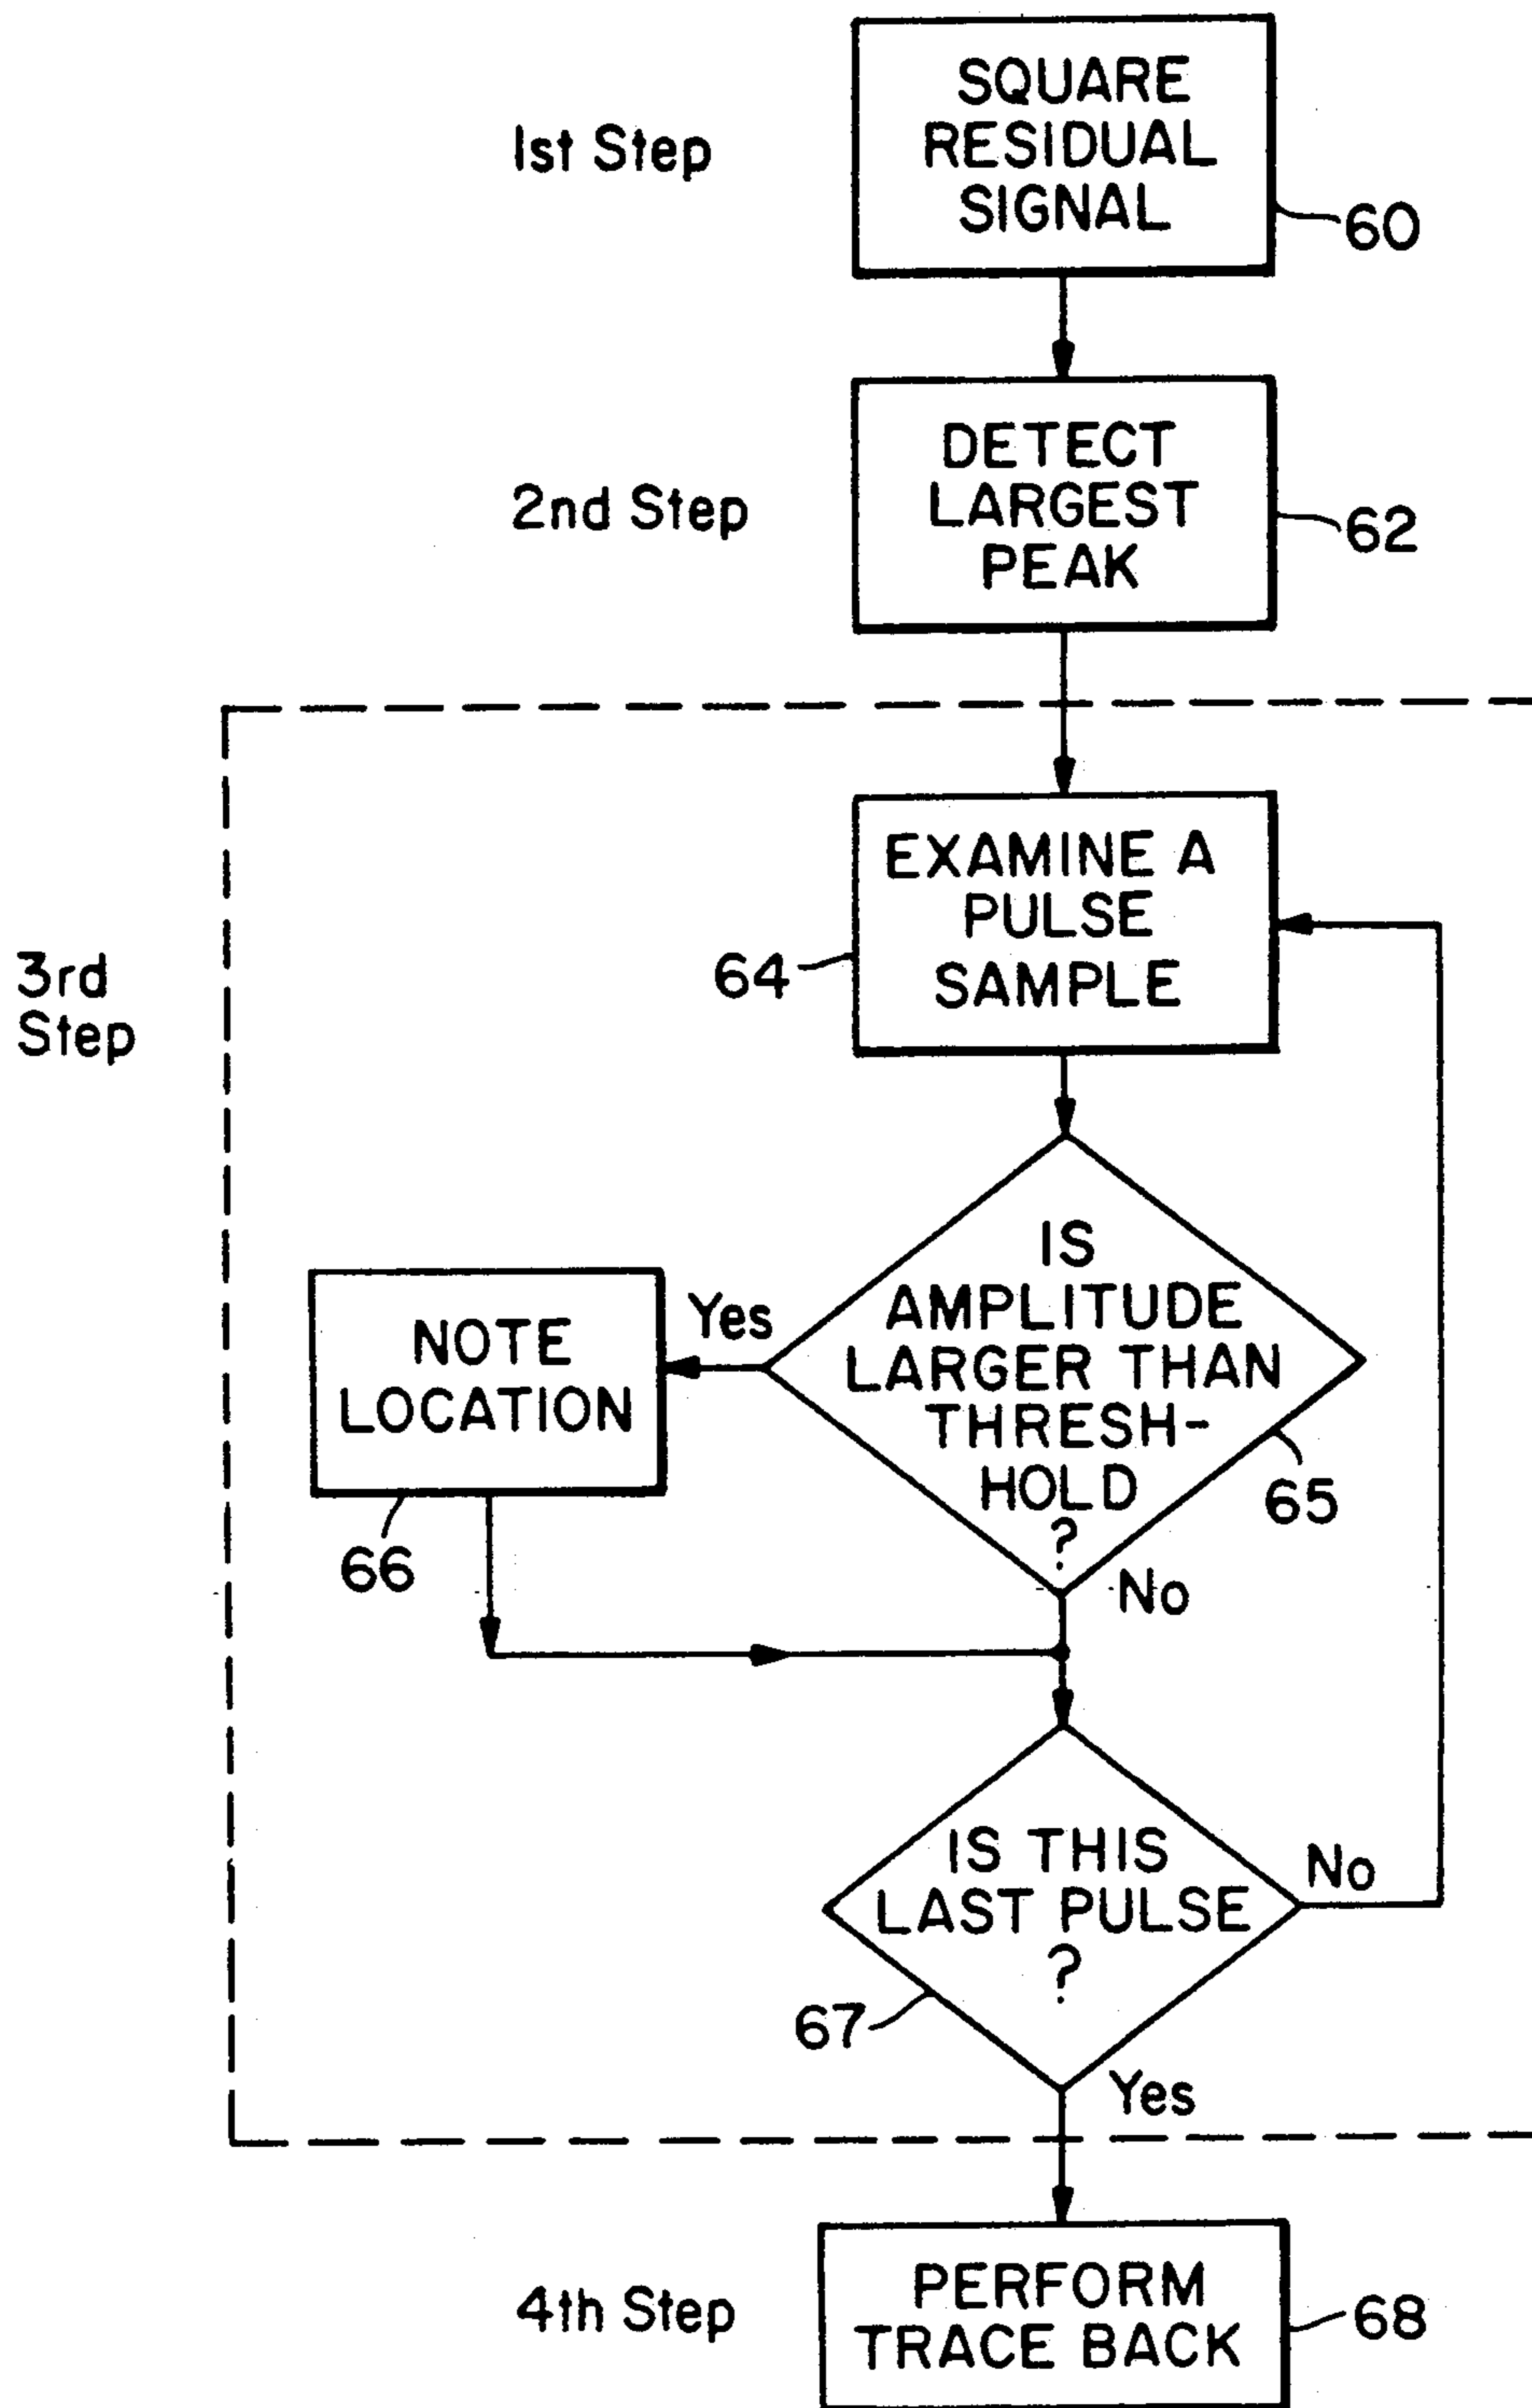 1st Step
SQUARE
RESIDUAL
SIGNAL
60
2nd Step
DETECT
LARGEST
PEAK
62
3rd
Step
EXAMINE A
PULSE
SAMPLE
64
IS
AMPLITUDE
LARGER THAN
THRESH-
HOLD
?
65
Yes
NOTE
LOCATION
66
No
IS THIS
LAST PULSE
?
No
67
Yes
4th Step
PERFORM
TRACE BACK
68